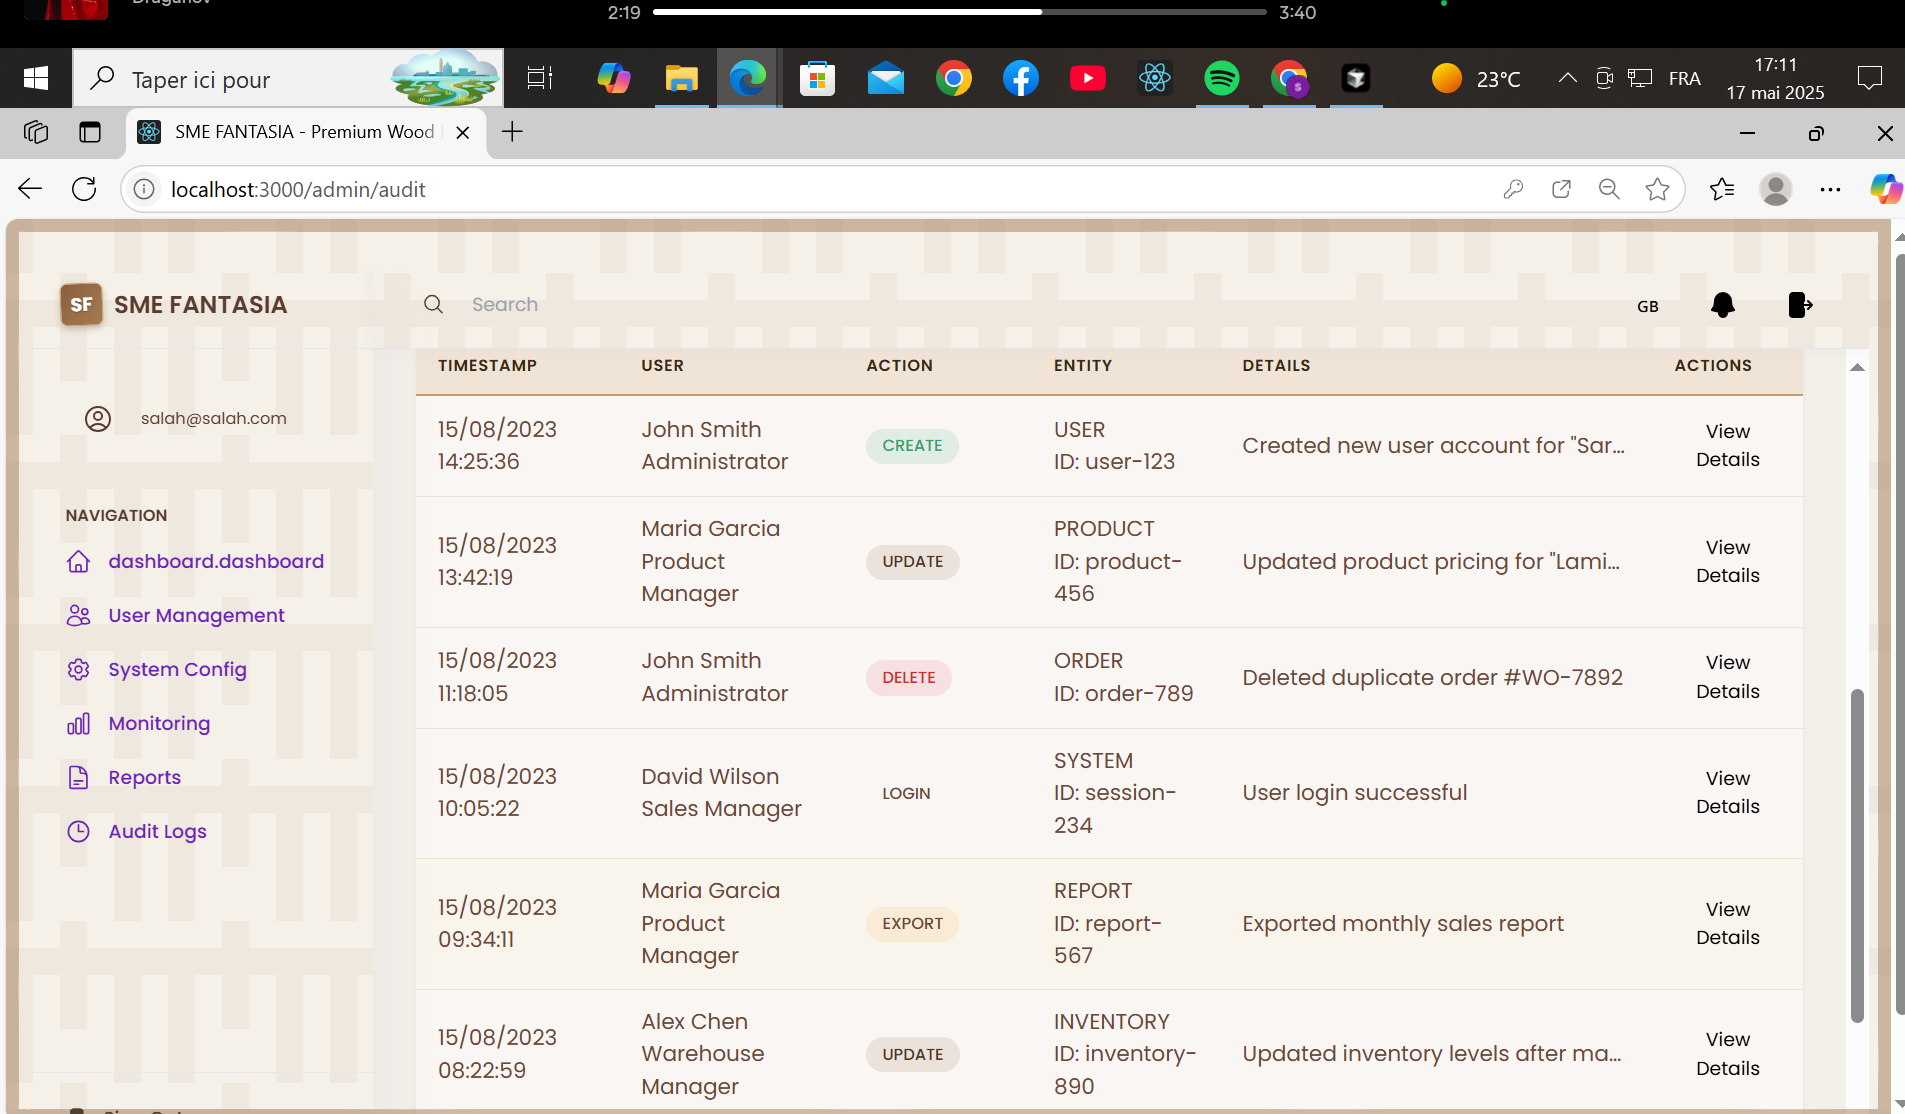 2:19
3:40
Taper ici pour
23°C
FRA
17:11
17 mai 2025
SME FANTASIA - Premium Wood
localhost:3000/admin/audit
SF SME FANTASIA
Search
GB
salah@salah.com
NAVIGATION
dashboard.dashboard
User Management
System Config
Monitoring
Reports
Audit Logs
TIMESTAMP USER ACTION ENTITY DETAILS ACTIONS
15/08/2023
14:25:36
John Smith
Administrator
CREATE
USER
ID: user-123
Created new user account for "Sar...
View
Details
15/08/2023
13:42:19
Maria Garcia
Product
Manager
UPDATE
PRODUCT
ID: product-
456
Updated product pricing for "Lami...
View
Details
15/08/2023
11:18:05
John Smith
Administrator
DELETE
ORDER
ID: order-789
Deleted duplicate order #WO-7892
View
Details
15/08/2023
10:05:22
David Wilson
Sales Manager
LOGIN
SYSTEM
ID: session-
234
User login successful
View
Details
15/08/2023
09:34:11
Maria Garcia
Product
Manager
EXPORT
REPORT
ID: report-
567
Exported monthly sales report
View
Details
15/08/2023
08:22:59
Alex Chen
Warehouse
Manager
UPDATE
INVENTORY
ID: inventory-
890
Updated inventory levels after ma...
View
Details